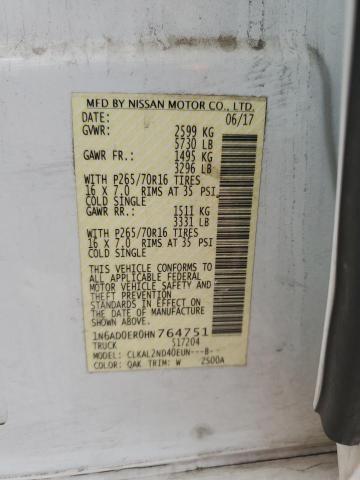 MFD BY NISSAN MOTOR CO., LTD.
DATE: 06/17
GVWR: 2599 KG
5730 LB
GAWR FR.: 1495 KG
3296 LB
WITH P265/70R16 TIRES
16 X 7.0 RIMS AT 35 PSI
COLD SINGLE
GAWR RR.: 1511 KG
3331 LB
WITH P265/70R16 TIRES
16 X 7.0 RIMS AT 35 PSI
COLD SINGLE
THIS VEHICLE CONFORMS TO
ALL APPLICABLE FEDERAL
MOTOR VEHICLE SAFETY AND
STANDARDS IN EFFECT ON THE
DATE OF MANUFACTURE SHOWN
ABOVE.
1N6AD0ER0HN764751
TRUCK S17204
MODEL: CLKAL2ND40EUN---B-
COLOR: QAK TRIM: W 2500A